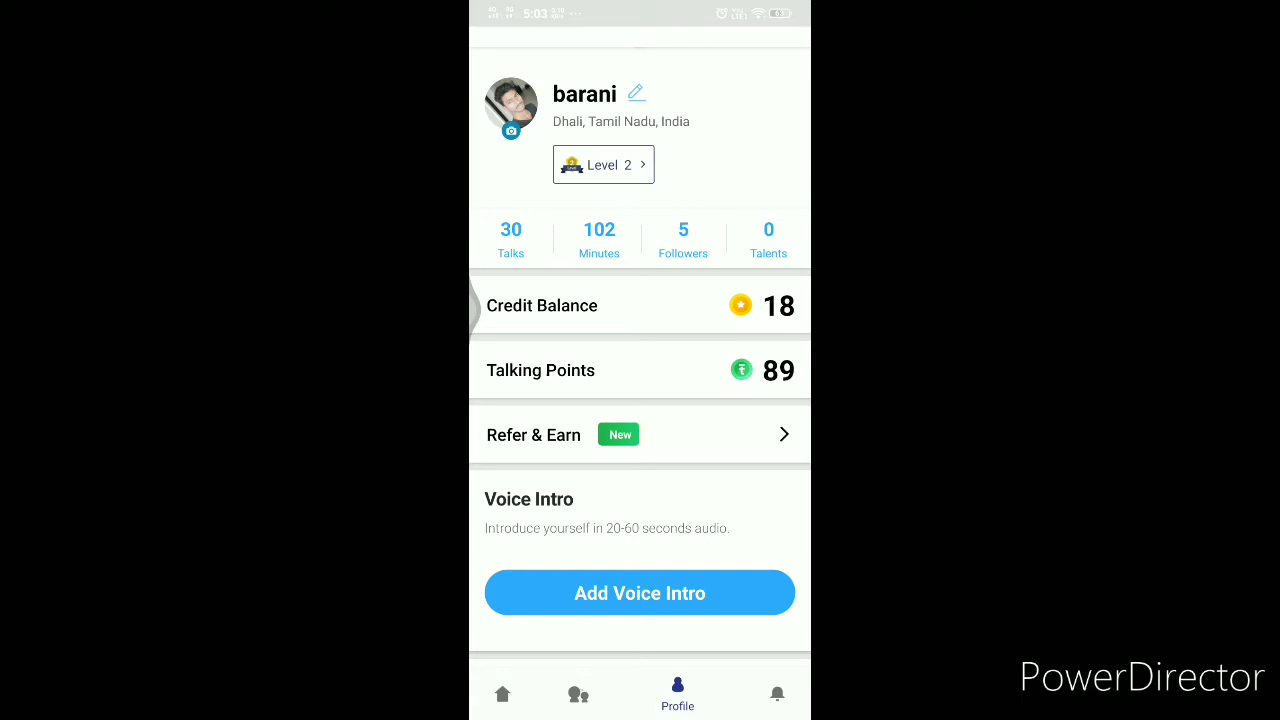 5:03
63
barani
Dhali, Tamil Nadu, India
Level 2 >
30 102 5 0
Talks Minutes Followers Talents
Credit Balance 18
Talking Points 89
Refer & Earn New
Voice Intro
Introduce yourself in 20-60 seconds audio.
Add Voice Intro
Profile
PowerDirector